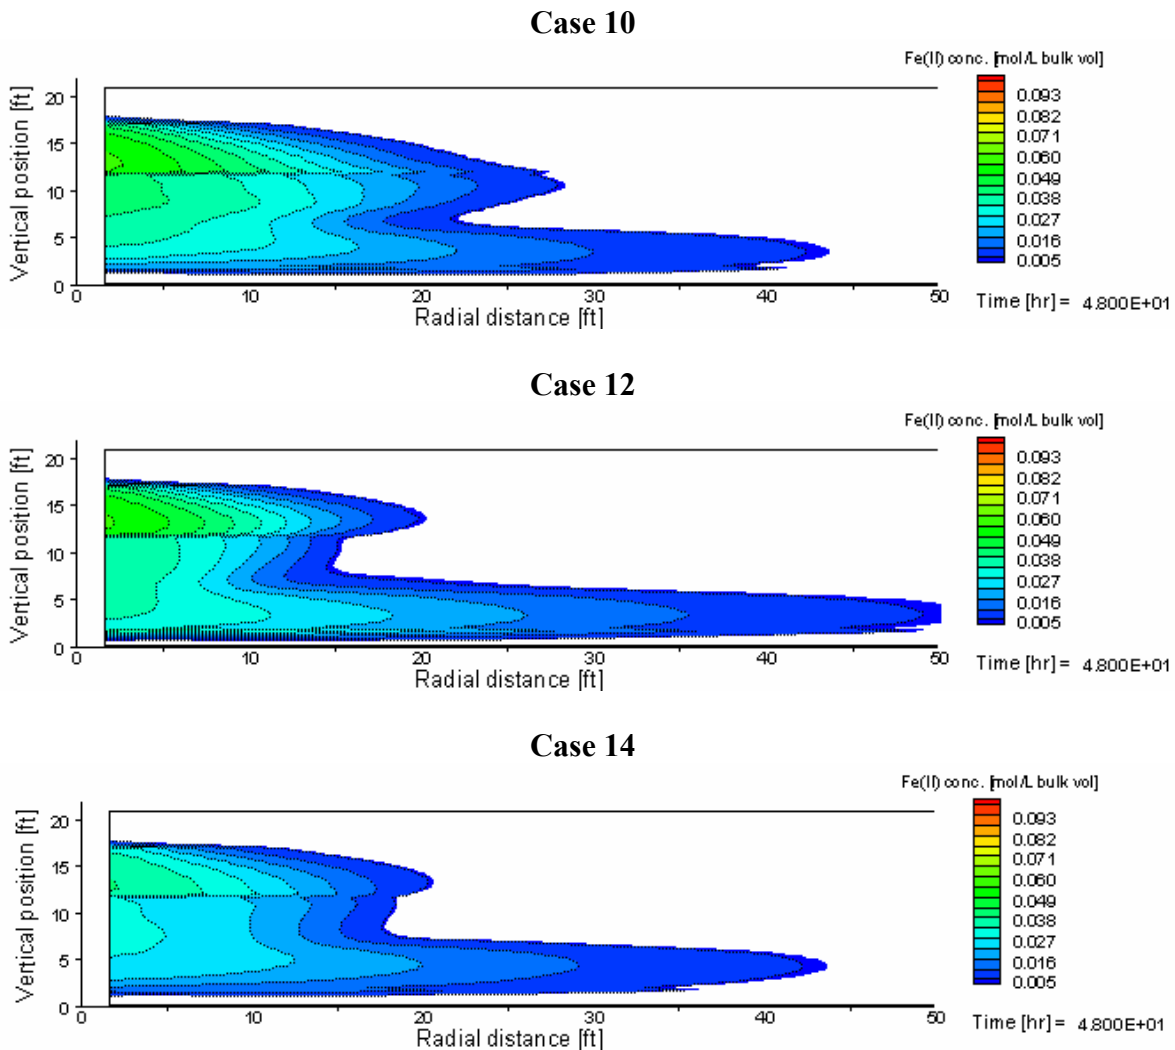 Case 10
Fe(II) conc. [mol/L bulk vol]
0.093
0.082
0.071
0.060
0.049
0.038
0.027
0.016
0.005
Time [hr] = 4.800E+01
Vertical position [ft]
20
15
10
5
0
0 10 20 30 40 50
Radial distance [ft]
Case 12
Fe(II) conc. [mol/L bulk vol]
0.093
0.082
0.071
0.060
0.049
0.038
0.027
0.016
0.005
Time [hr] = 4.800E+01
Vertical position [ft]
20
15
10
5
0
0 10 20 30 40 50
Radial distance [ft]
Case 14
Fe(II) conc. [mol/L bulk vol]
0.093
0.082
0.071
0.060
0.049
0.038
0.027
0.016
0.005
Time [hr] = 4.800E+01
Vertical position [ft]
20
15
10
5
0
0 10 20 30 40 50
Radial distance [ft]